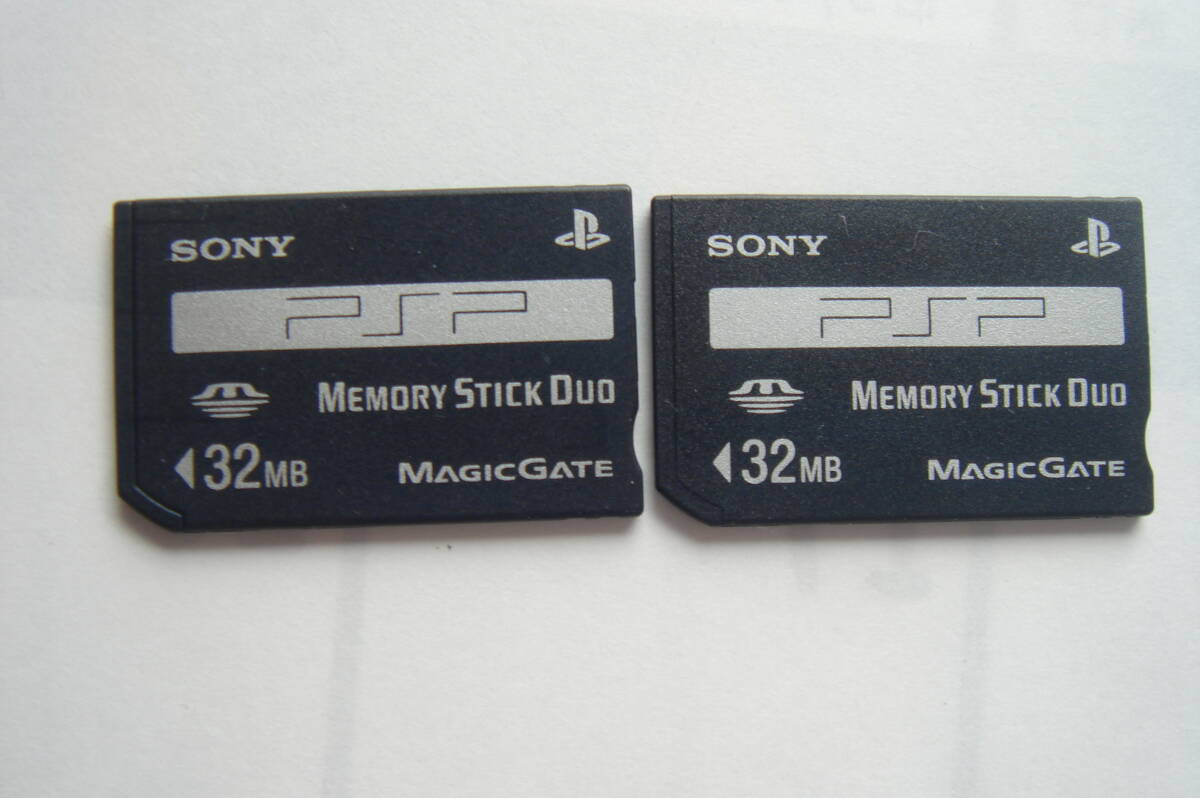 SONY
PSP
MEMORY STICK DUO
32MB
MAGICGATE
SONY
PSP
MEMORY STICK DUO
32MB
MAGICGATE